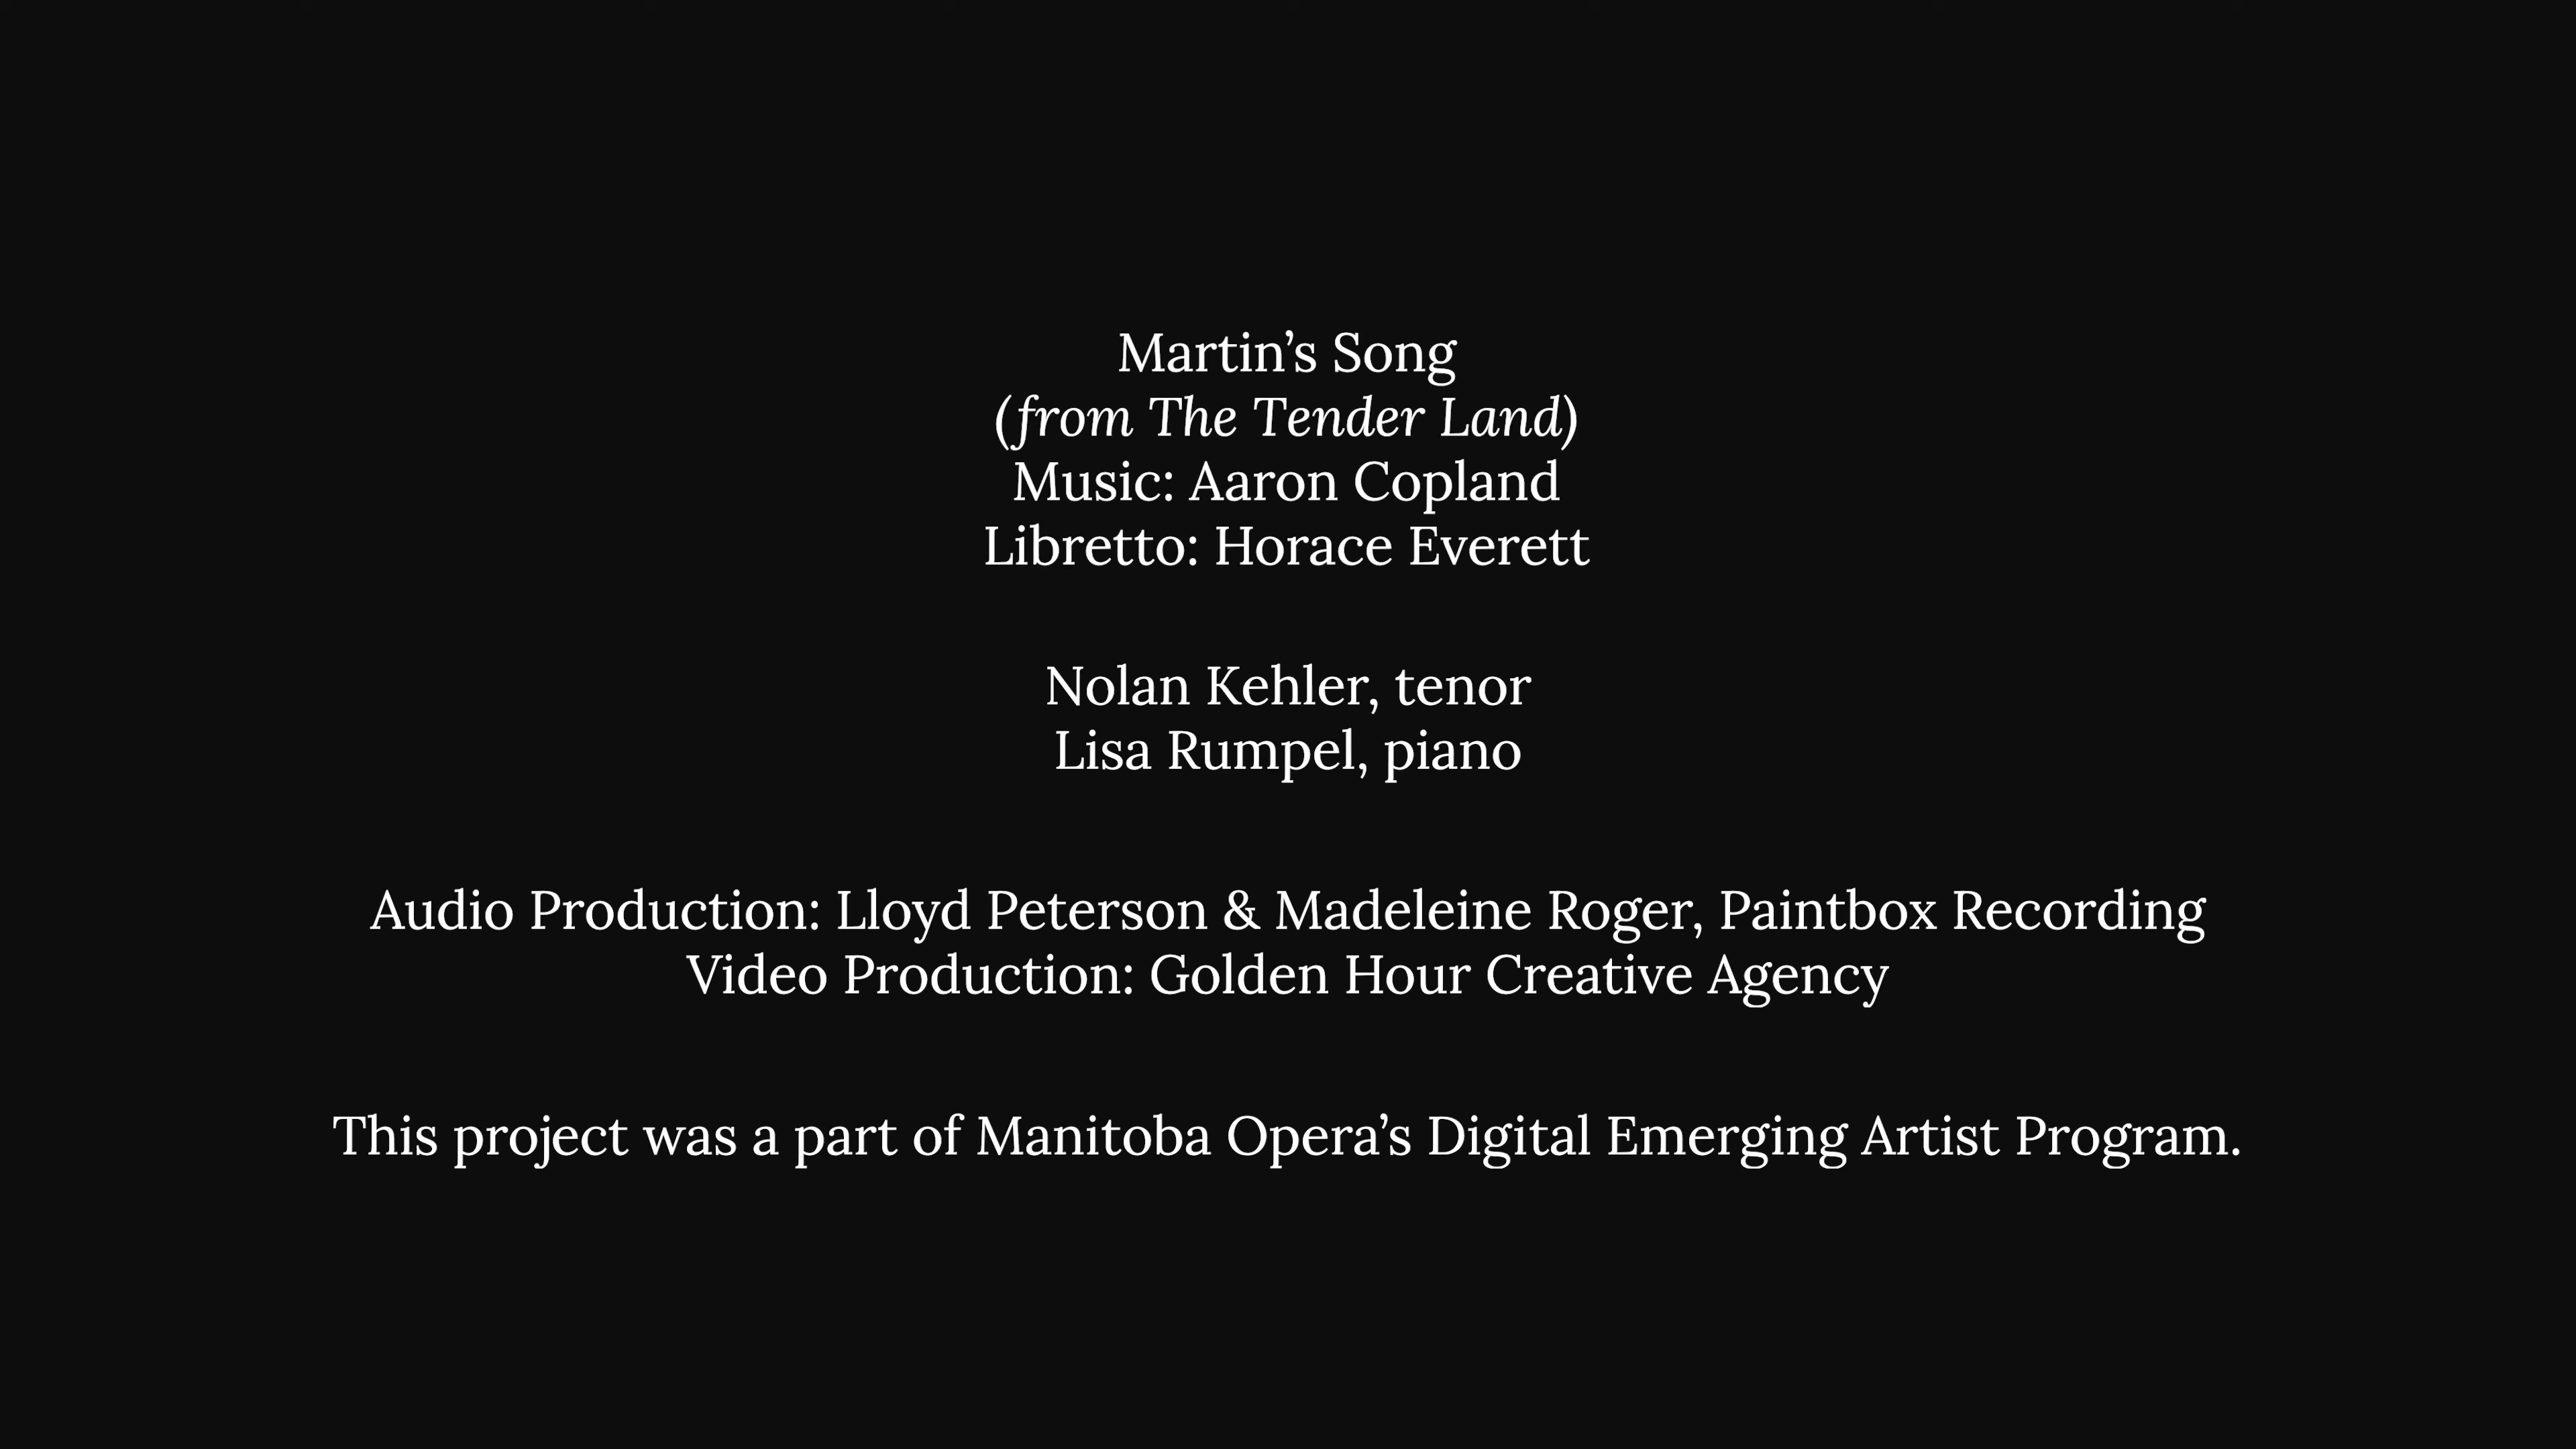 Martin’s Song
(from The Tender Land)
Music: Aaron Copland
Libretto: Horace Everett
Nolan Kehler, tenor
Lisa Rumpel, piano
Audio Production: Lloyd Peterson & Madeleine Roger, Paintbox Recording
Video Production: Golden Hour Creative Agency
This project was a part of Manitoba Opera’s Digital Emerging Artist Program.